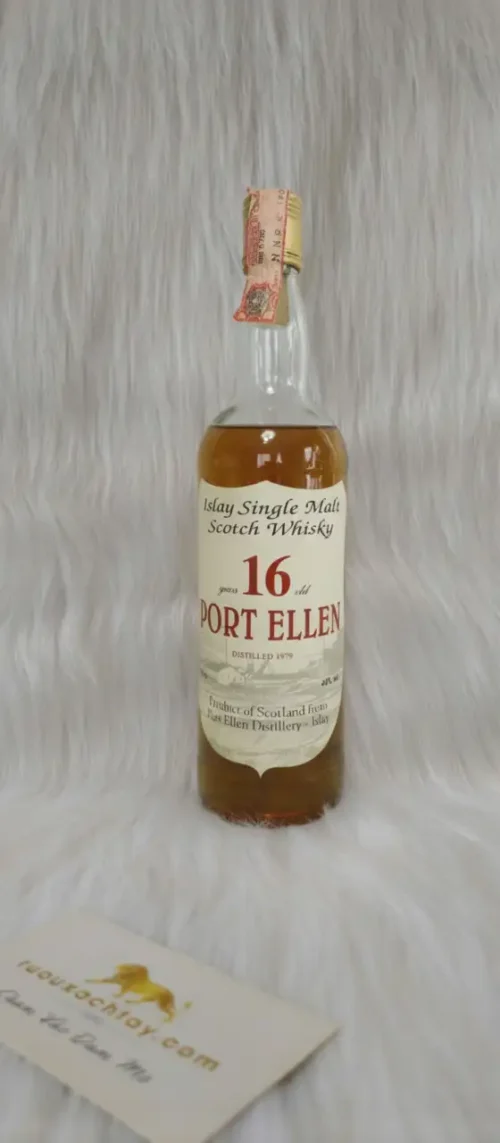 Islay Single Malt
Scotch Whisky
years 16 old
PORT ELLEN
DISTILLED 1979
Product of Scotland from
Port Ellen Distillery Islay
ruouxachtay.com